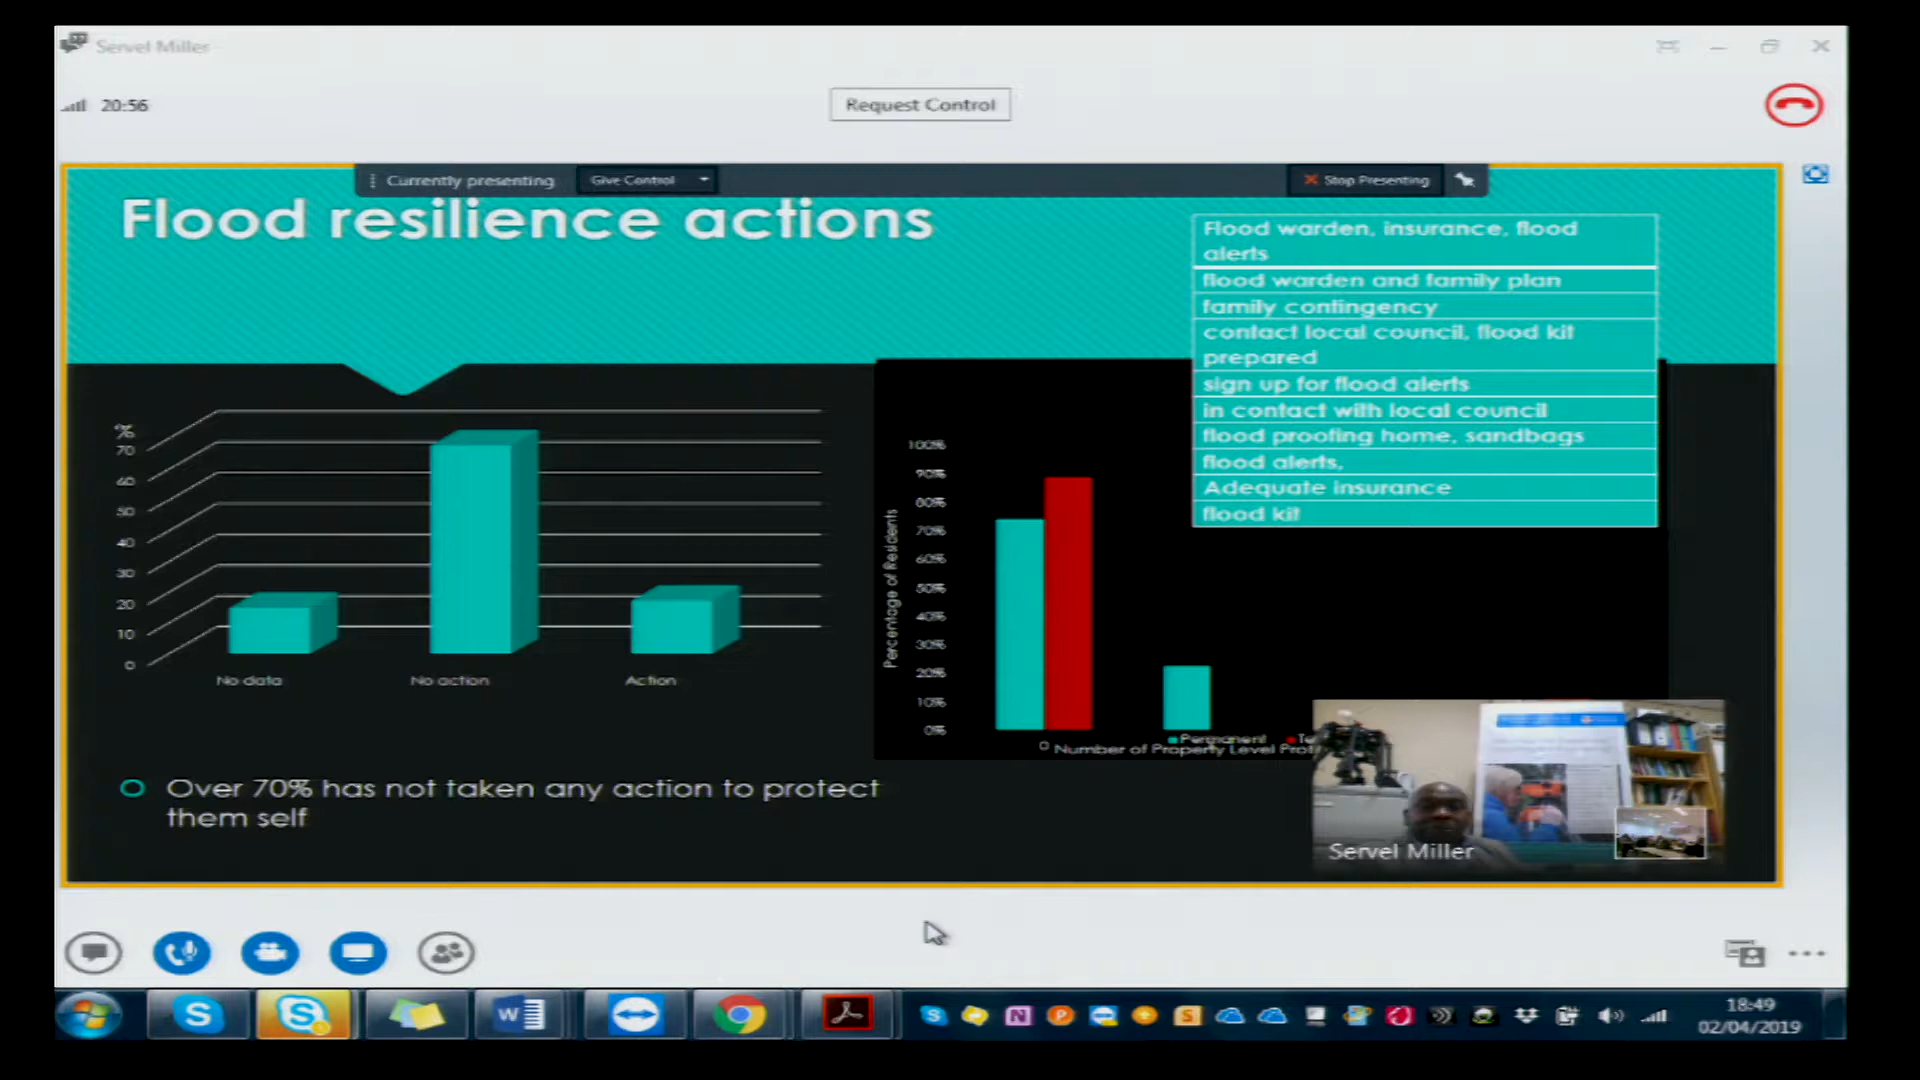 Servel Miller
20:56
Request Control
Currently presenting
Give Control
Stop Presenting
Flood resilience actions
Flood warden, insurance, flood
alerts
flood warden and family plan
family contingency
contact local council, flood kit
prepared
sign up for flood alerts
in contact with local council
flood proofing home, sandbags
flood alerts,
Adequate insurance
flood kit
%
70
60
50
40
30
20
10
0
No data
No action
Action
Percentage of Residents
100%
90%
80%
70%
60%
50%
40%
30%
20%
10%
0%
Permanent
Number of Property Level
Over 70% has not taken any action to protect
them self
Servel Miller
18:49
02/04/2019